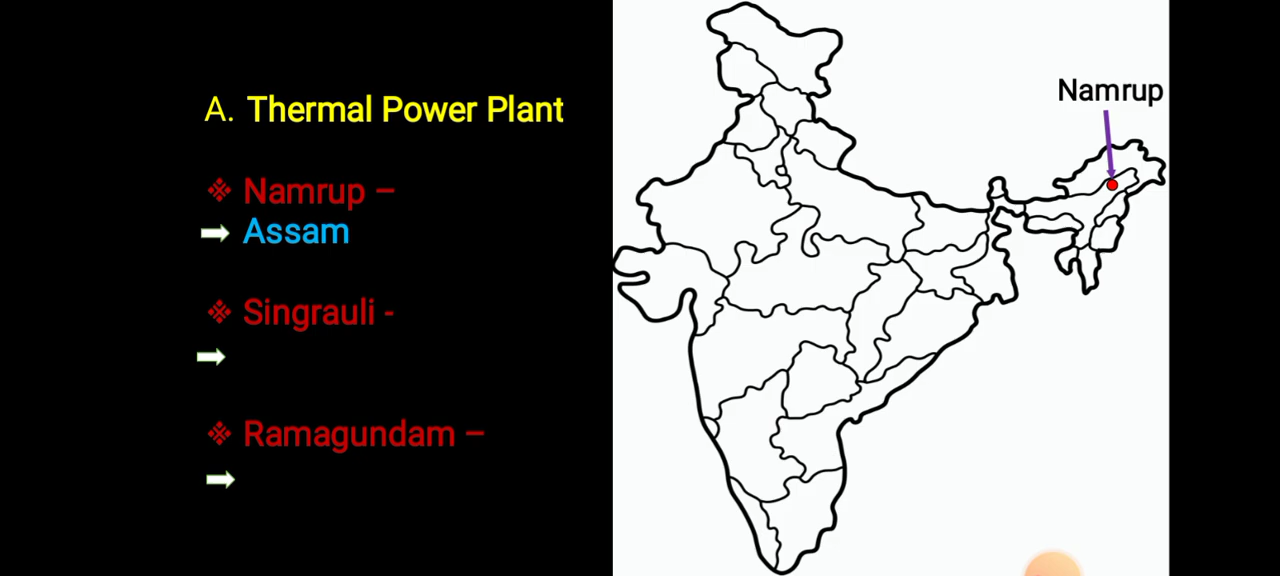 A. Thermal Power Plant
❖ Namrup –
➡ Assam
❖ Singrauli -
➡
❖ Ramagundam –
➡
Namrup